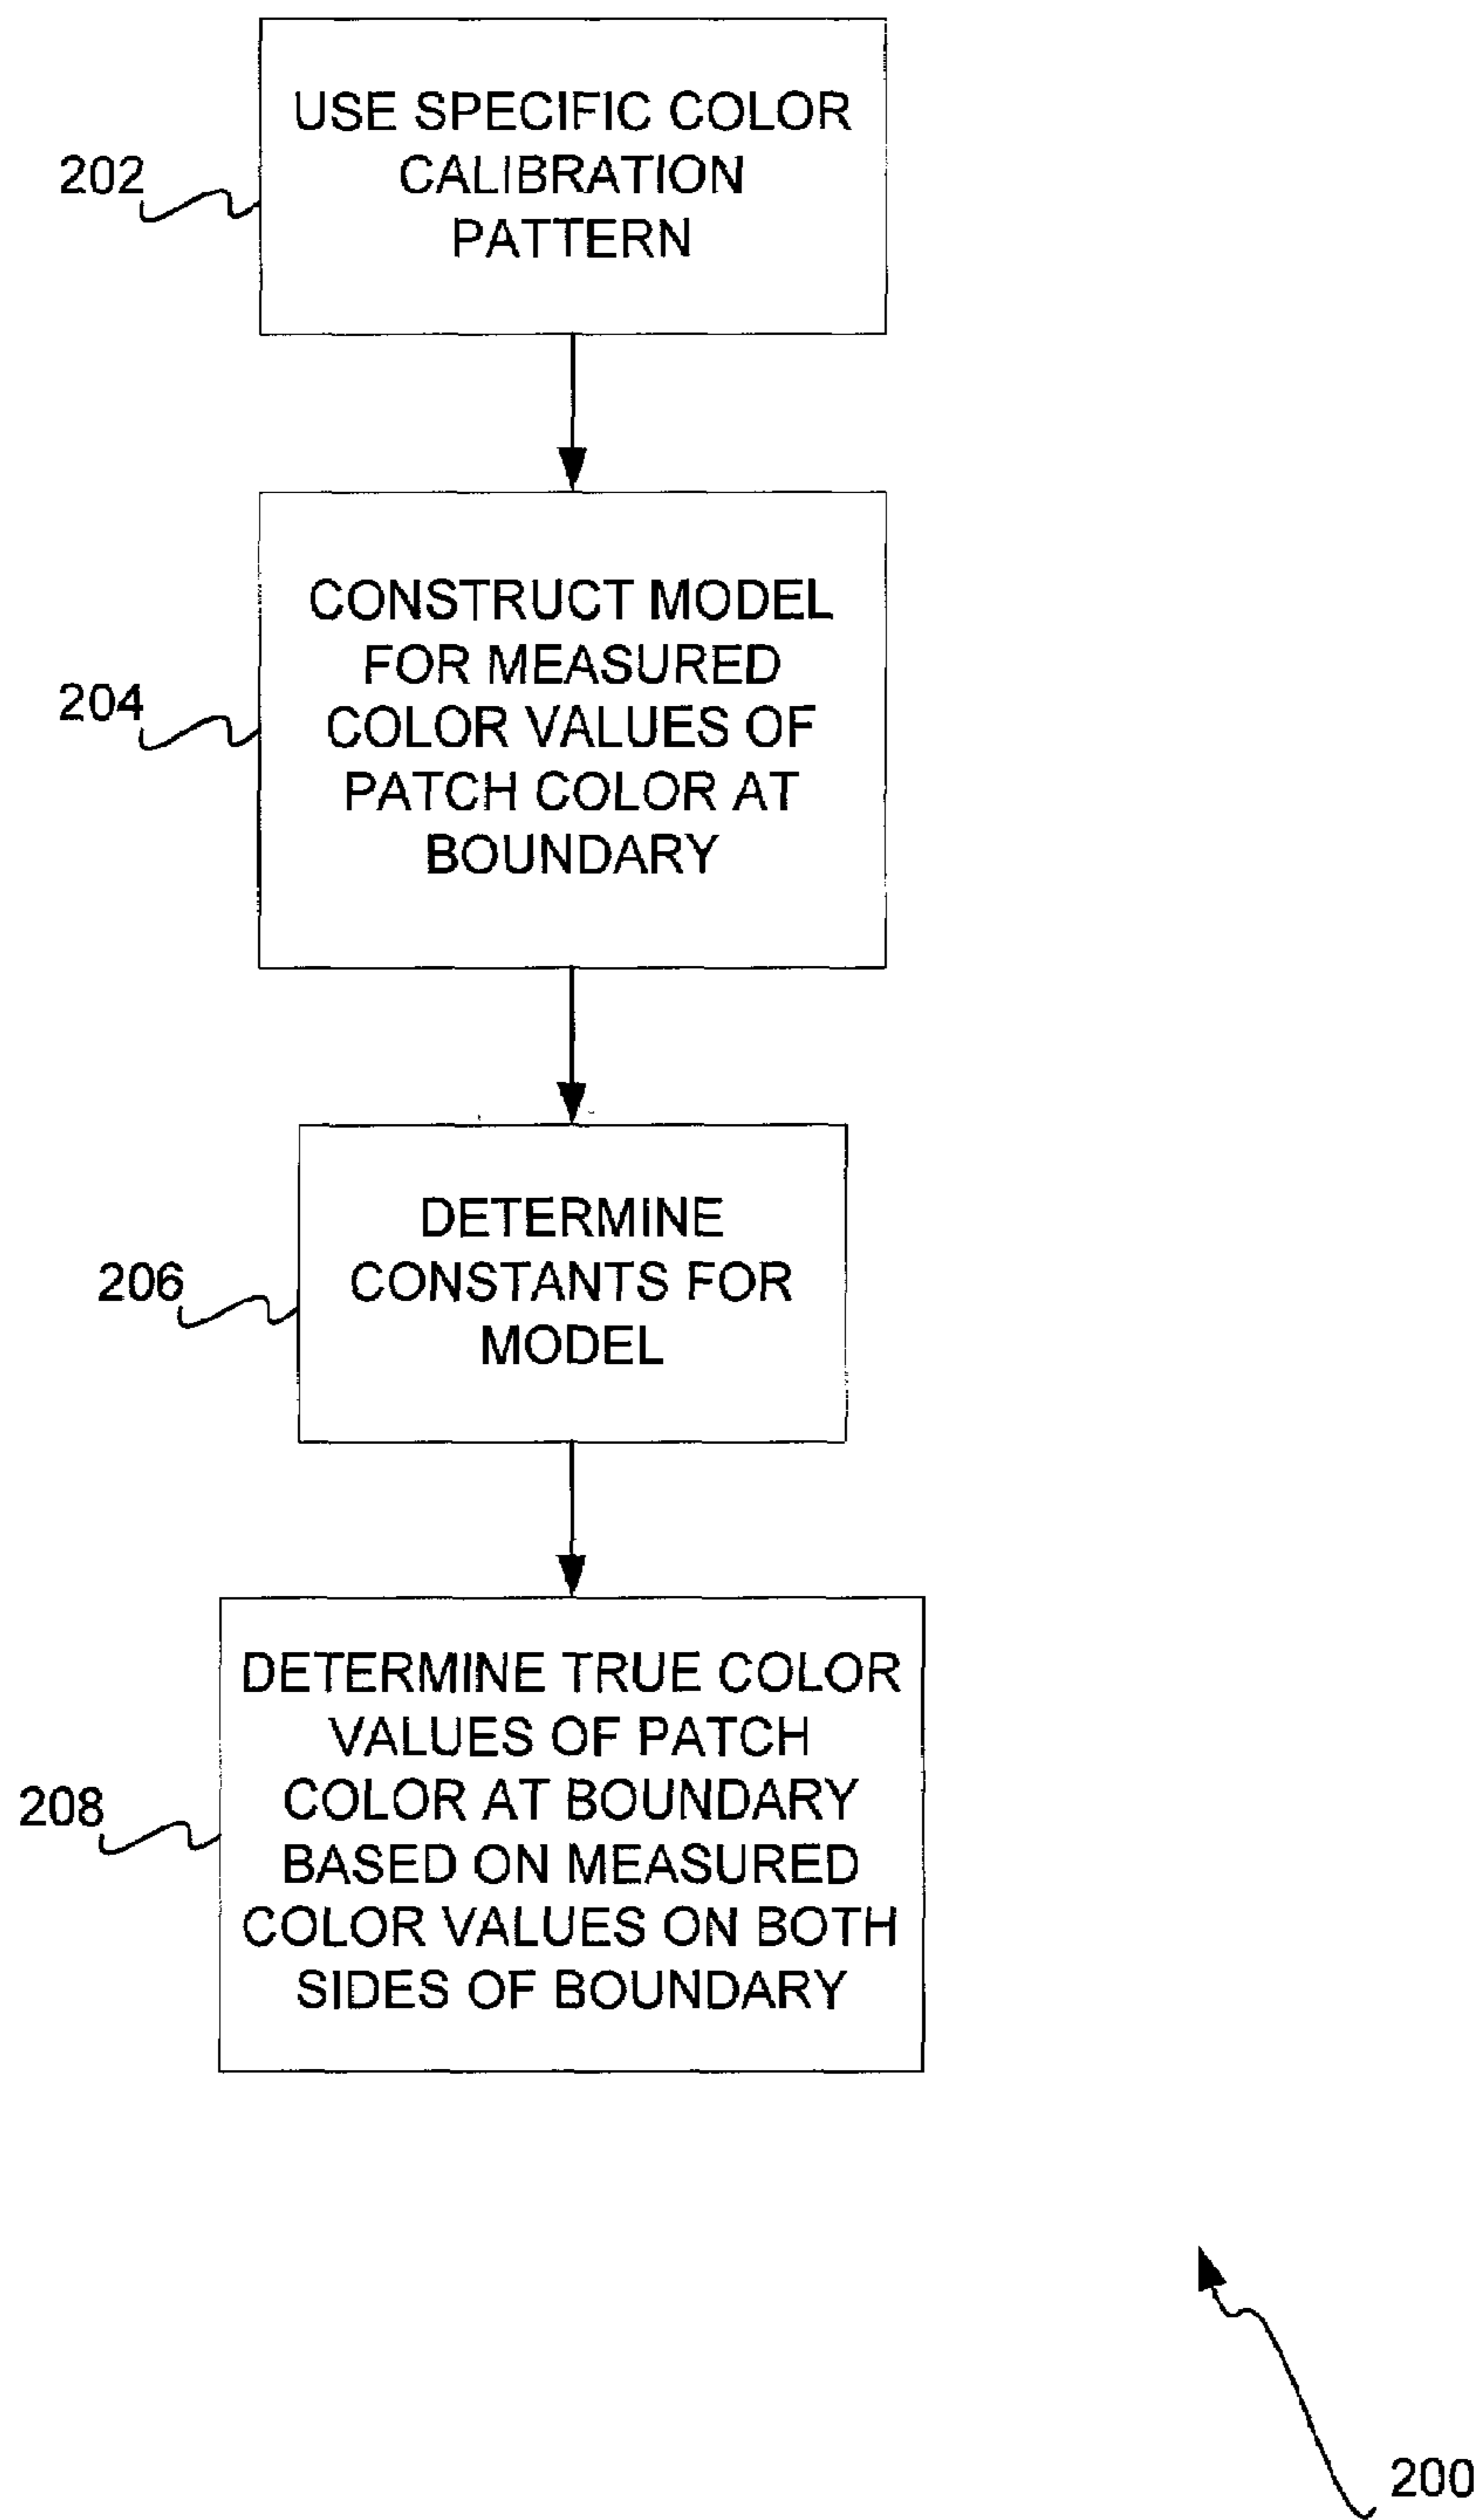 USE SPECIFIC COLOR
CALIBRATION
PATTERN
202
CONSTRUCT MODEL
FOR MEASURED
COLOR VALUES OF
PATCH COLOR AT
BOUNDARY
204
DETERMINE
CONSTANTS FOR
MODEL
206
DETERMINE TRUE COLOR
VALUES OF PATCH
COLOR AT BOUNDARY
BASED ON MEASURED
COLOR VALUES ON BOTH
SIDES OF BOUNDARY
208
200